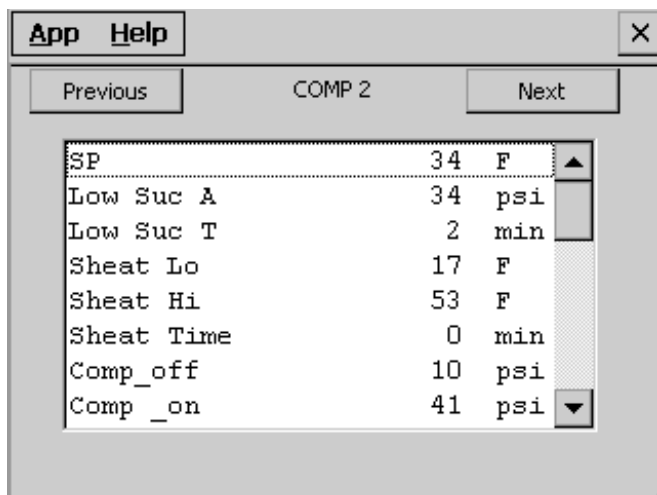 App Help
Previous COMP 2 Next
SP 34 F
Low Suc A 34 psi
Low Suc T 2 min
Sheat Lo 17 F
Sheat Hi 53 F
Sheat Time 0 min
Comp_off 10 psi
Comp _on 41 psi